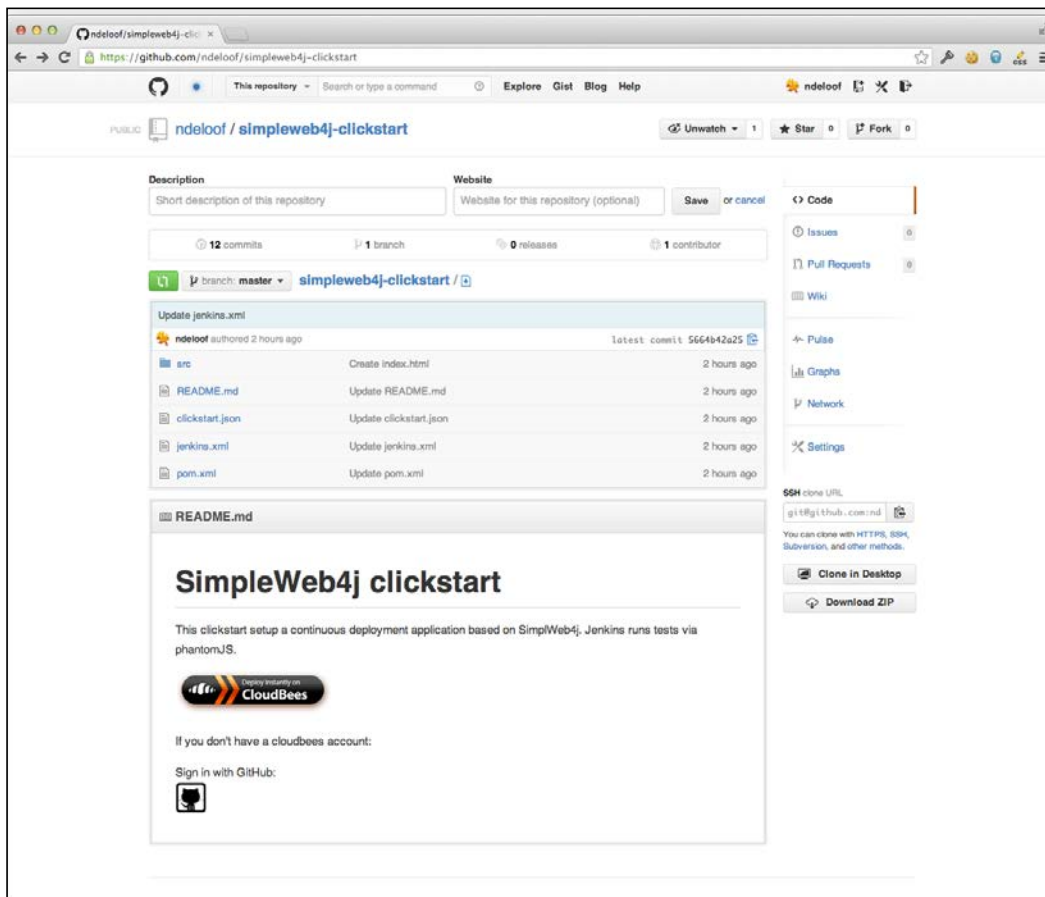 ndeloof/simpleweb4j-clic
https://github.com/ndeloof/simpleweb4j-clickstart
css
This repository Search or type a command Explore Gist Blog Help ndeloof
PUBLIC ndeloof / simpleweb4j-clickstart Unwatch 1 Star 0 Fork 0
Description Website
Short description of this repository Website for this repository (optional) Save or cancel
12 commits 1 branch 0 releases 1 contributor
branch: master simpleweb4j-clickstart /
Update jenkins.xml
ndeloof authored 2 hours ago latest commit 5664b42a25
src Create index.html 2 hours ago
README.md Update README.md 2 hours ago
clickstart.json Update clickstart.json 2 hours ago
jenkins.xml Update jenkins.xml 2 hours ago
pom.xml Update pom.xml 2 hours ago
README.md
SimpleWeb4j clickstart
This clickstart setup a continuous deployment application based on SimplWeb4j. Jenkins runs tests via
phantomJS.
Deploy Instantly on
CloudBees
If you don't have a cloudbees account:
Sign in with GitHub:
Code
Issues 0
Pull Requests 0
Wiki
Pulse
Graphs
Network
Settings
SSH clone URL
git@github.com:nd
You can clone with HTTPS, SSH,
Subversion, and other methods.
Clone in Desktop
Download ZIP